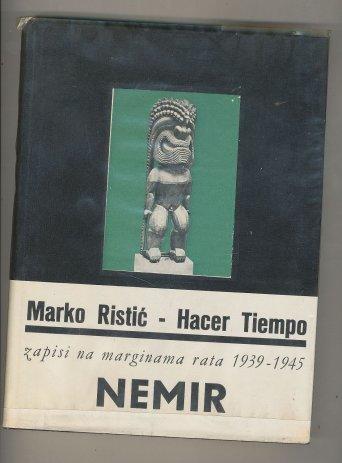 Marko Ristić - Hacer Tiempo
zapisi na marginama rata 1939-1945
NEMIR